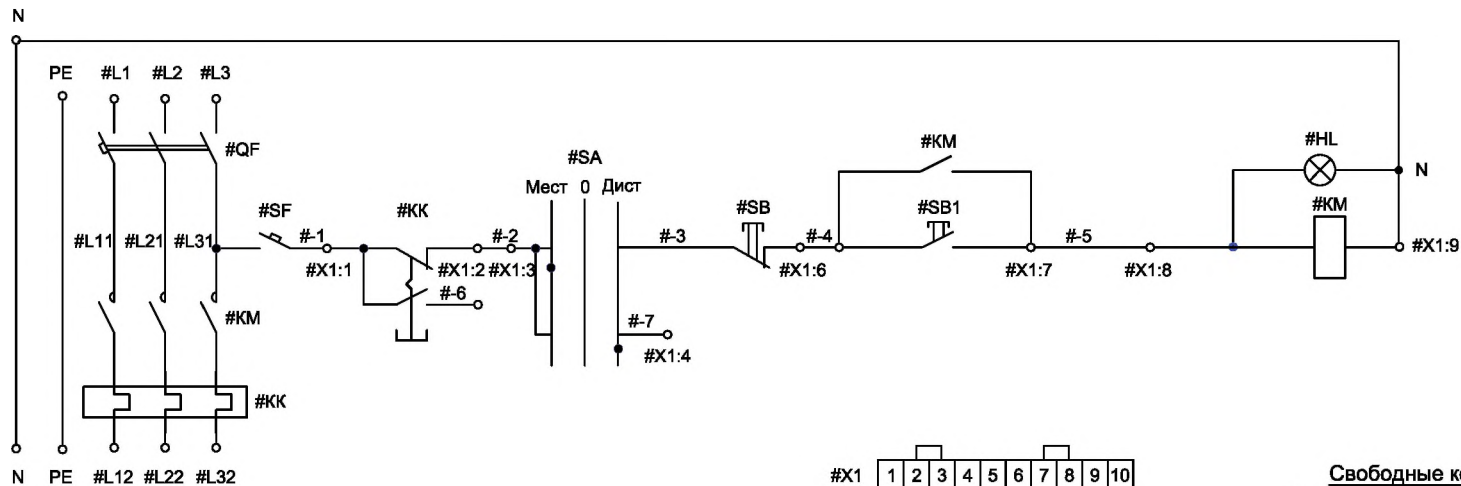 N
PE #L1 #L2 #L3
#QF
#SA
Мест 0 Дист
#KM
#HL
N
#SF #KK #SB #SB1 #KM
#L11 #L21 #L31
#-1 #-2 #-3 #-4 #-5
#X1:1 #X1:2 #X1:3 #X1:6 #X1:7 #X1:8 #X1:9
#-6
#KM
#-7
#X1:4
#KK
N PE #L12 #L22 #L32
#X1 1 2 3 4 5 6 7 8 9 10
Свободные